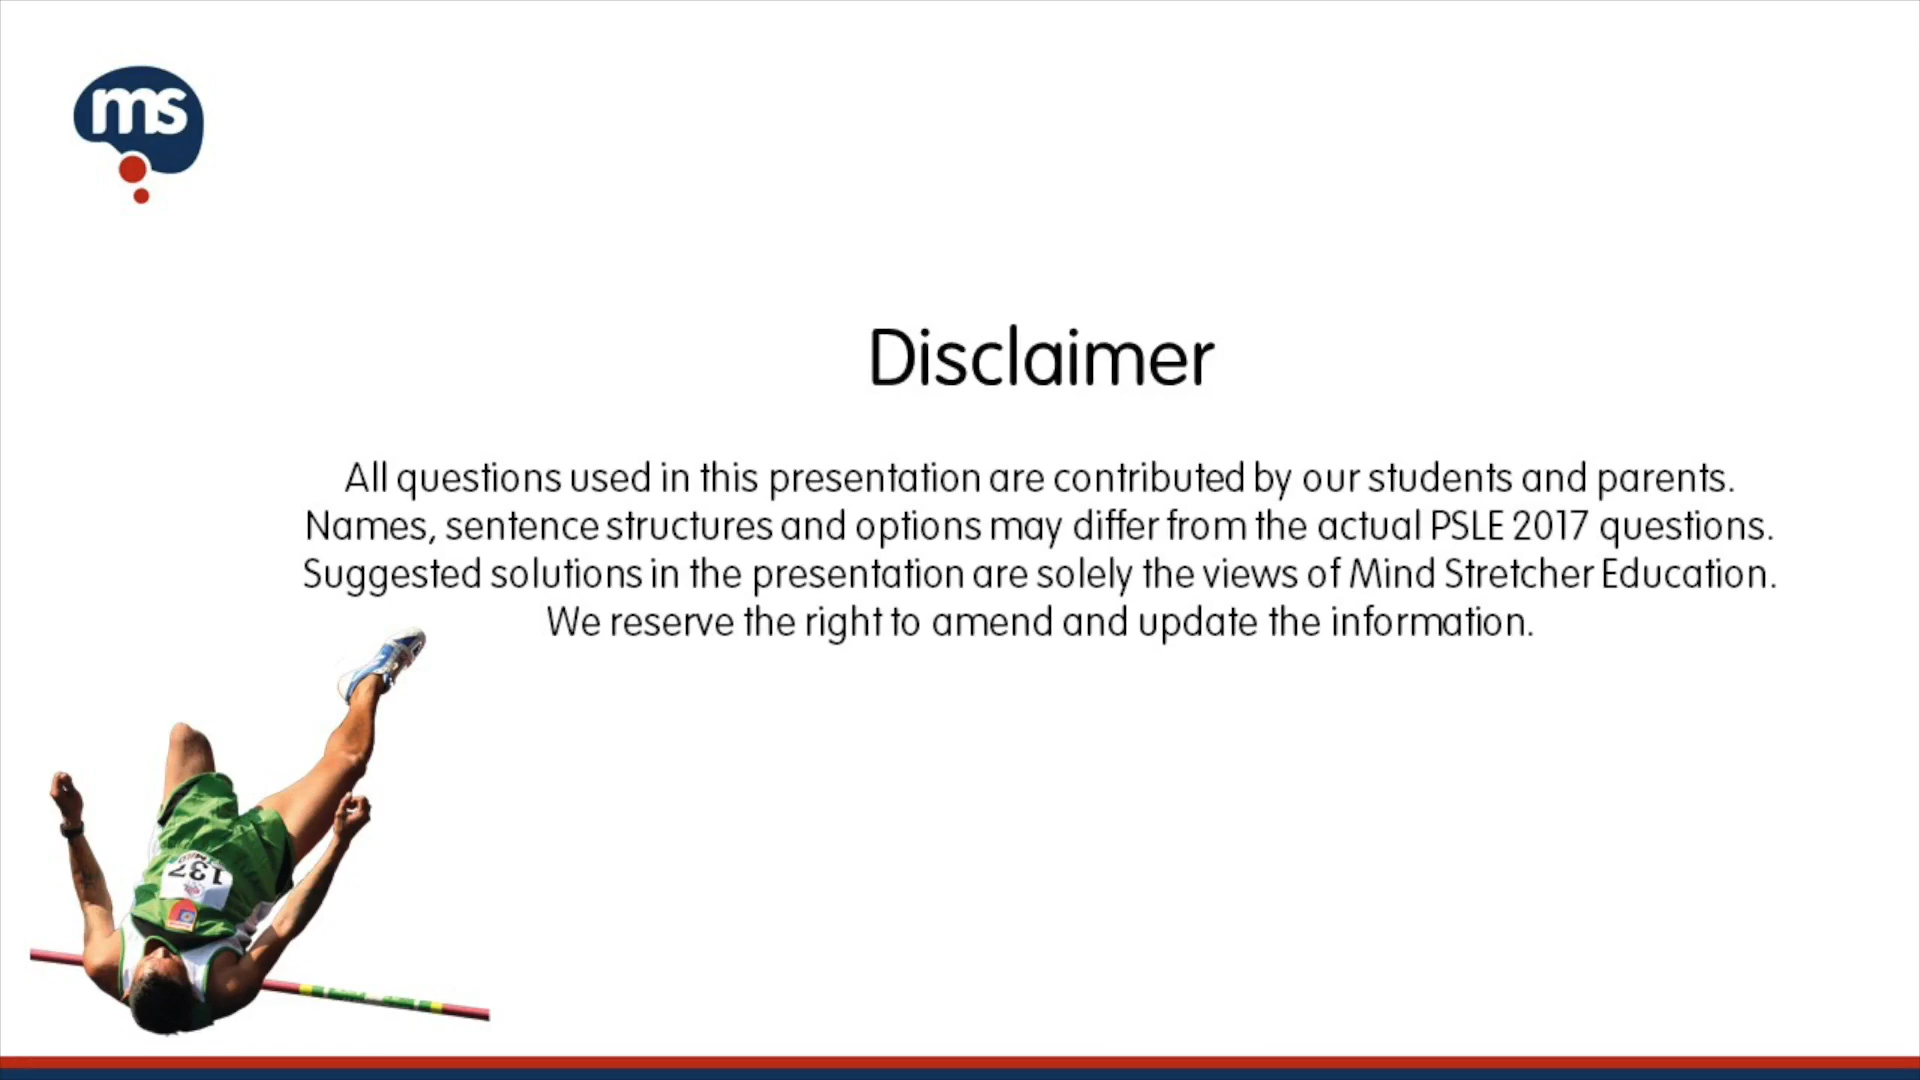 ms
Disclaimer
All questions used in this presentation are contributed by our students and parents.
Names, sentence structures and options may differ from the actual PSLE 2017 questions.
Suggested solutions in the presentation are solely the views of Mind Stretcher Education.
We reserve the right to amend and update the information.
137